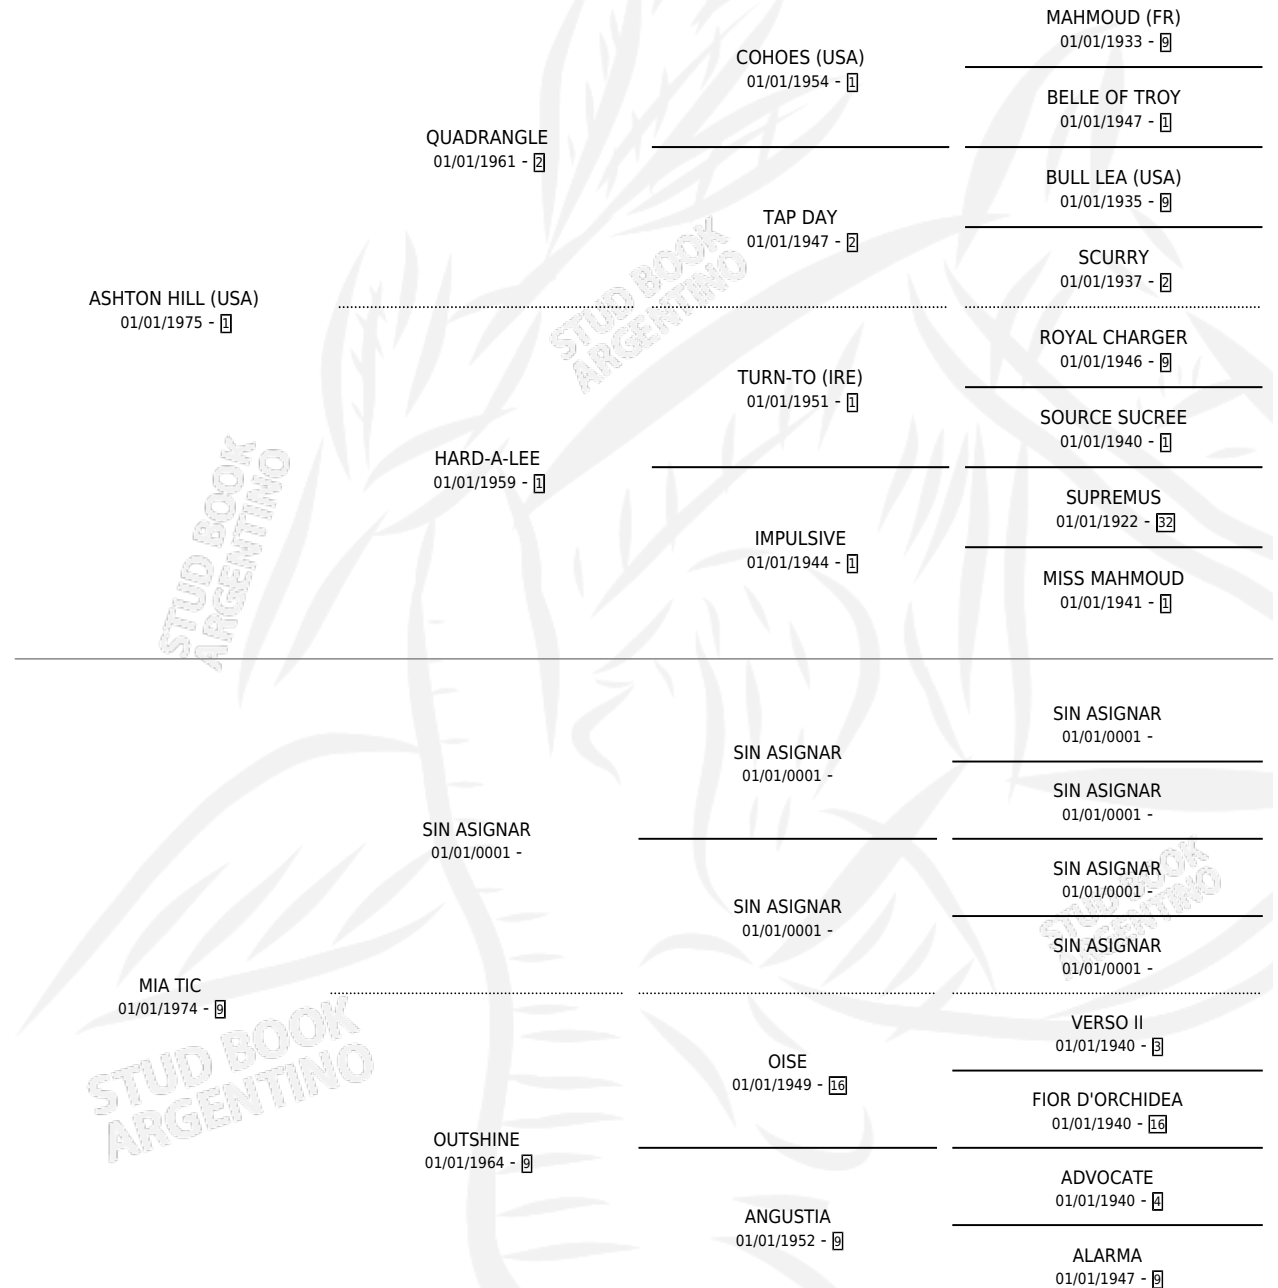 MAHMOUD (FR)
01/01/1933 - 9
COHOES (USA)
01/01/1954 - 1
BELLE OF TROY
01/01/1947 - 1
QUADRANGLE
01/01/1961 - 2
BULL LEA (USA)
01/01/1935 - 9
TAP DAY
01/01/1947 - 2
SCURRY
01/01/1937 - 2
ASHTON HILL (USA)
01/01/1975 - 1
ROYAL CHARGER
01/01/1946 - 9
TURN-TO (IRE)
01/01/1951 - 1
SOURCE SUCREE
01/01/1940 - 1
HARD-A-LEE
01/01/1959 - 1
SUPREMUS
01/01/1922 - 32
IMPULSIVE
01/01/1944 - 1
MISS MAHMOUD
01/01/1941 - 1
SIN ASIGNAR
01/01/0001 -
SIN ASIGNAR
01/01/0001 -
SIN ASIGNAR
01/01/0001 -
SIN ASIGNAR
01/01/0001 -
SIN ASIGNAR
01/01/0001 -
SIN ASIGNAR
01/01/0001 -
SIN ASIGNAR
01/01/0001 -
MIA TIC
01/01/1974 - 9
VERSO II
01/01/1940 - 3
OISE
01/01/1949 - 16
FIOR D'ORCHIDEA
01/01/1940 - 16
OUTSHINE
01/01/1964 - 9
ADVOCATE
01/01/1940 - 4
ANGUSTIA
01/01/1952 - 9
ALARMA
01/01/1947 - 9
STUD BOOK
ARGENTINO
STUD BOOK
ARGENTINO
STUD BOOK
ARGENTINO
STUD BOOK
ARGENTINO